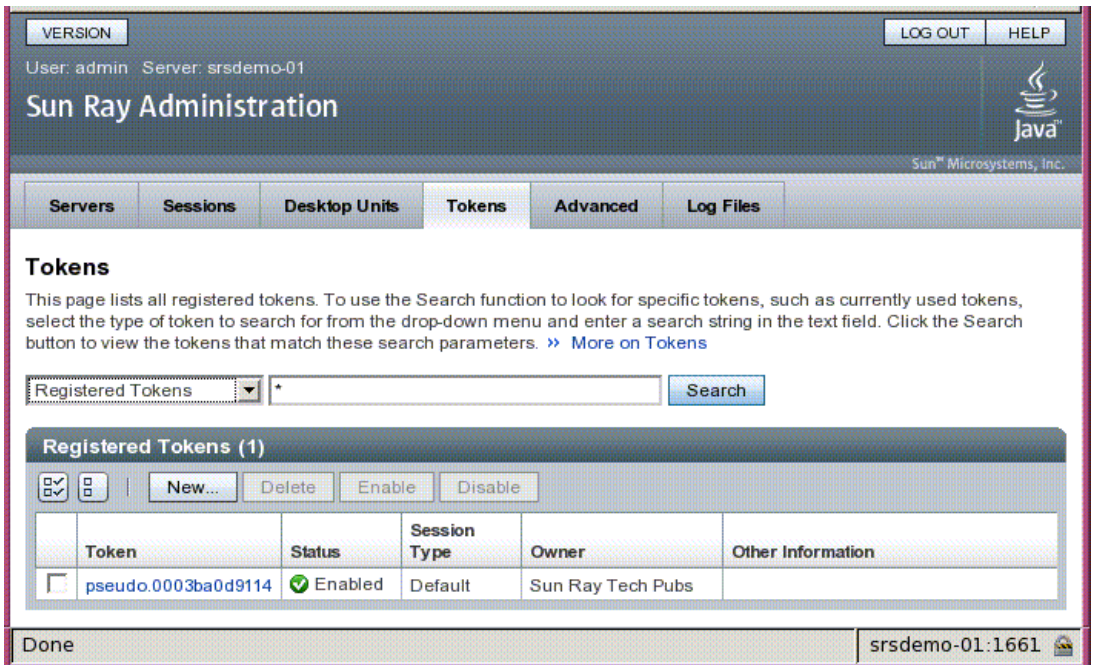 VERSION LOG OUT HELP
User: admin Server: srsdemo-01
Sun Ray Administration
Java™
Sun™ Microsystems, Inc.
Servers Sessions Desktop Units Tokens Advanced Log Files
Tokens
This page lists all registered tokens. To use the Search function to look for specific tokens, such as currently used tokens,
select the type of token to search for from the drop-down menu and enter a search string in the text field. Click the Search
button to view the tokens that match these search parameters. ›› More on Tokens
Registered Tokens * Search
Registered Tokens (1)
New... Delete Enable Disable
Token Status Session Type Owner Other Information
pseudo.0003ba0d9114 Enabled Default Sun Ray Tech Pubs
Done srsdemo-01:1661